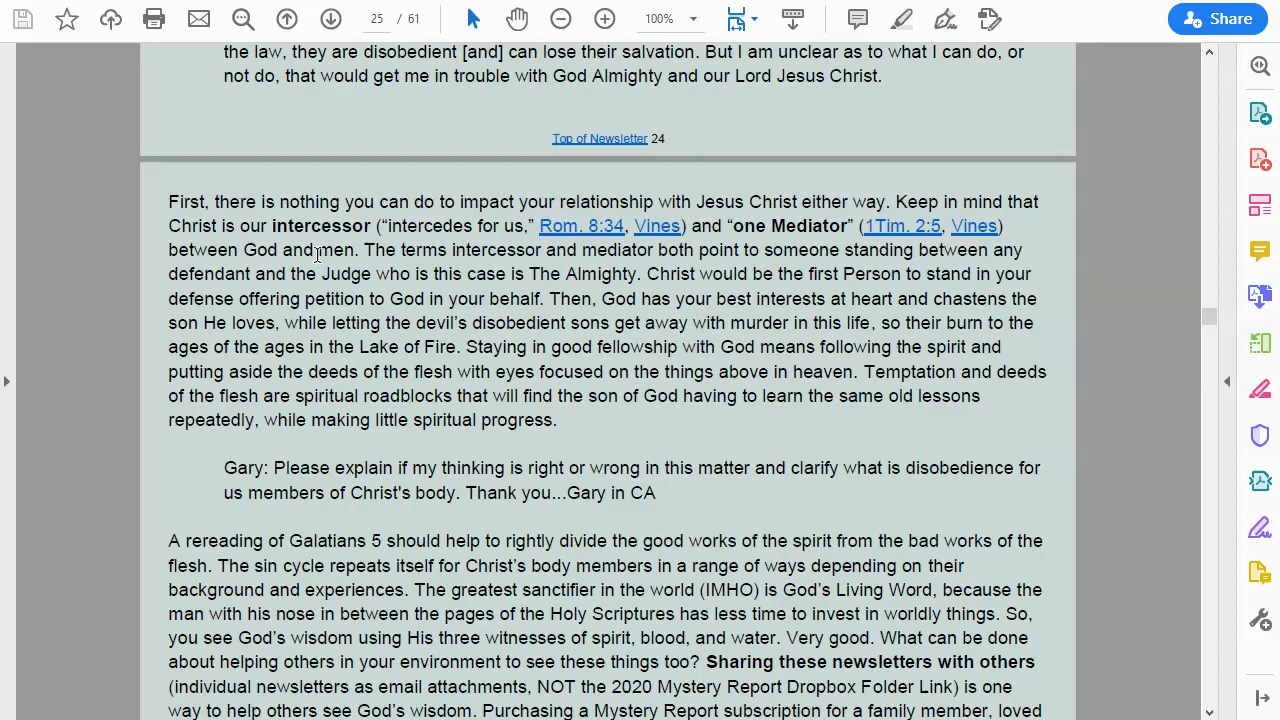 25 / 61
100%
Share
the law, they are disobedient [and] can lose their salvation. But I am unclear as to what I can do, or
not do, that would get me in trouble with God Almighty and our Lord Jesus Christ.
Top of Newsletter 24
First, there is nothing you can do to impact your relationship with Jesus Christ either way. Keep in mind that
Christ is our intercessor (“intercedes for us,” Rom. 8:34, Vines) and “one Mediator” (1Tim. 2:5, Vines)
between God and men. The terms intercessor and mediator both point to someone standing between any
defendant and the Judge who is this case is The Almighty. Christ would be the first Person to stand in your
defense offering petition to God in your behalf. Then, God has your best interests at heart and chastens the
son He loves, while letting the devil’s disobedient sons get away with murder in this life, so their burn to the
ages of the ages in the Lake of Fire. Staying in good fellowship with God means following the spirit and
putting aside the deeds of the flesh with eyes focused on the things above in heaven. Temptation and deeds
of the flesh are spiritual roadblocks that will find the son of God having to learn the same old lessons
repeatedly, while making little spiritual progress.
Gary: Please explain if my thinking is right or wrong in this matter and clarify what is disobedience for
us members of Christ's body. Thank you...Gary in CA
A rereading of Galatians 5 should help to rightly divide the good works of the spirit from the bad works of the
flesh. The sin cycle repeats itself for Christ’s body members in a range of ways depending on their
background and experiences. The greatest sanctifier in the world (IMHO) is God’s Living Word, because the
man with his nose in between the pages of the Holy Scriptures has less time to invest in worldly things. So,
you see God’s wisdom using His three witnesses of spirit, blood, and water. Very good. What can be done
about helping others in your environment to see these things too? Sharing these newsletters with others
(individual newsletters as email attachments, NOT the 2020 Mystery Report Dropbox Folder Link) is one
way to help others see God’s wisdom. Purchasing a Mystery Report subscription for a family member, loved